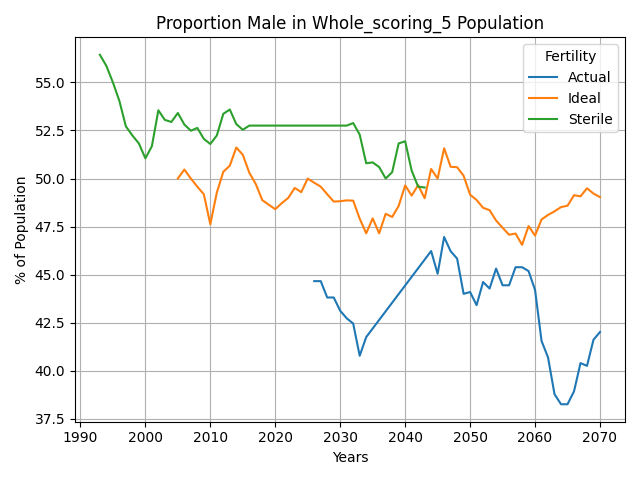 Proportion Male in Whole_scoring_5 Population
Fertility
Actual
Ideal
Sterile
% of Population
55.0
52.5
50.0
47.5
45.0
42.5
40.0
37.5
1990 2000 2010 2020 2030 2040 2050 2060 2070
Years